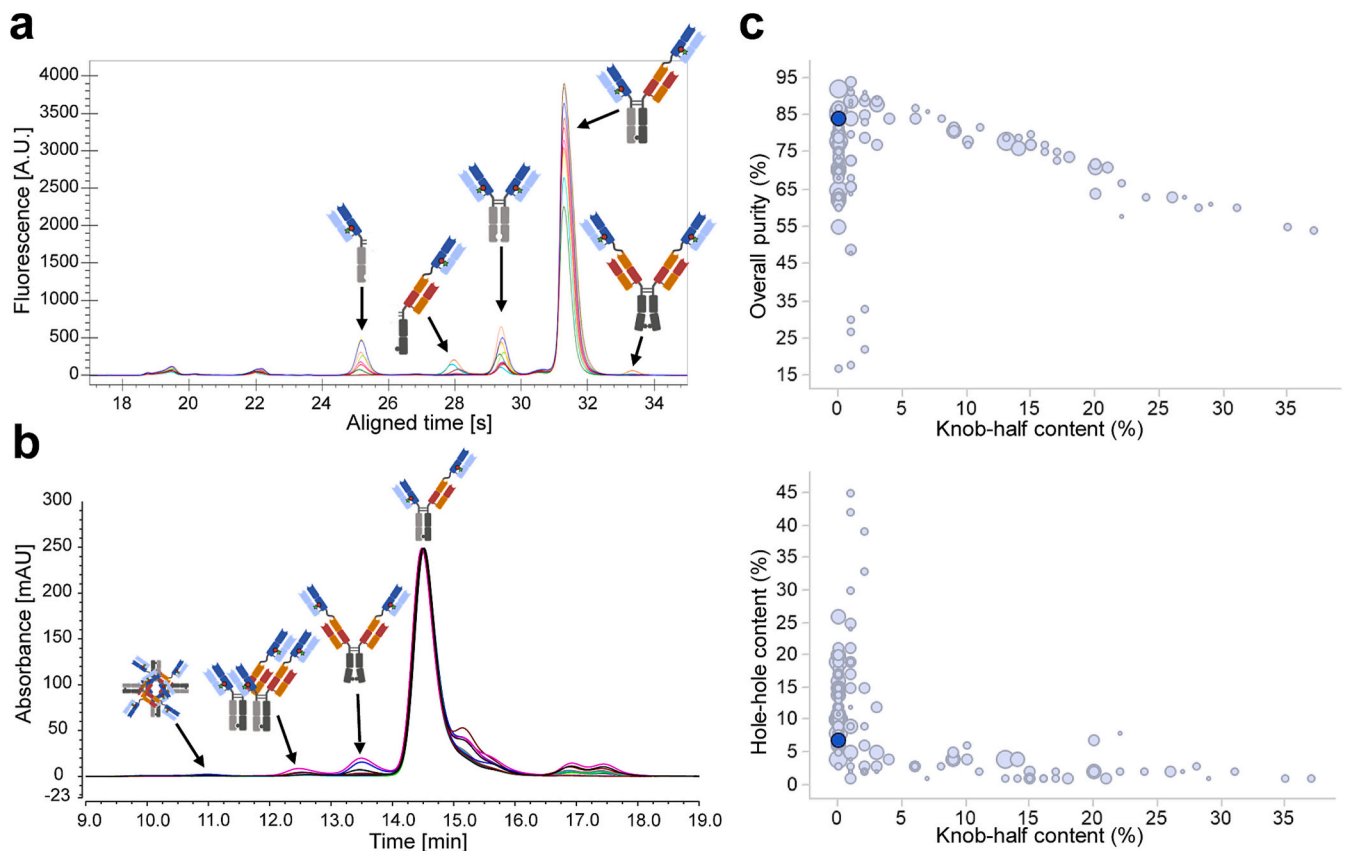 a
Fluorescence [A.U.]
4000
3500
3000
2500
2000
1500
1000
500
0
18 20 22 24 26 28 30 32 34
Aligned time [s]
b
Absorbance [mAU]
300
250
200
150
100
50
0
-23
9.0 10.0 11.0 12.0 13.0 14.0 15.0 16.0 17.0 18.0 19.0
Time [min]
c
Overall purity (%)
95
85
75
65
55
45
35
25
15
0 5 10 15 20 25 30 35
Knob-half content (%)
Hole-hole content (%)
45
40
35
30
25
20
15
10
5
0
0 5 10 15 20 25 30 35
Knob-half content (%)